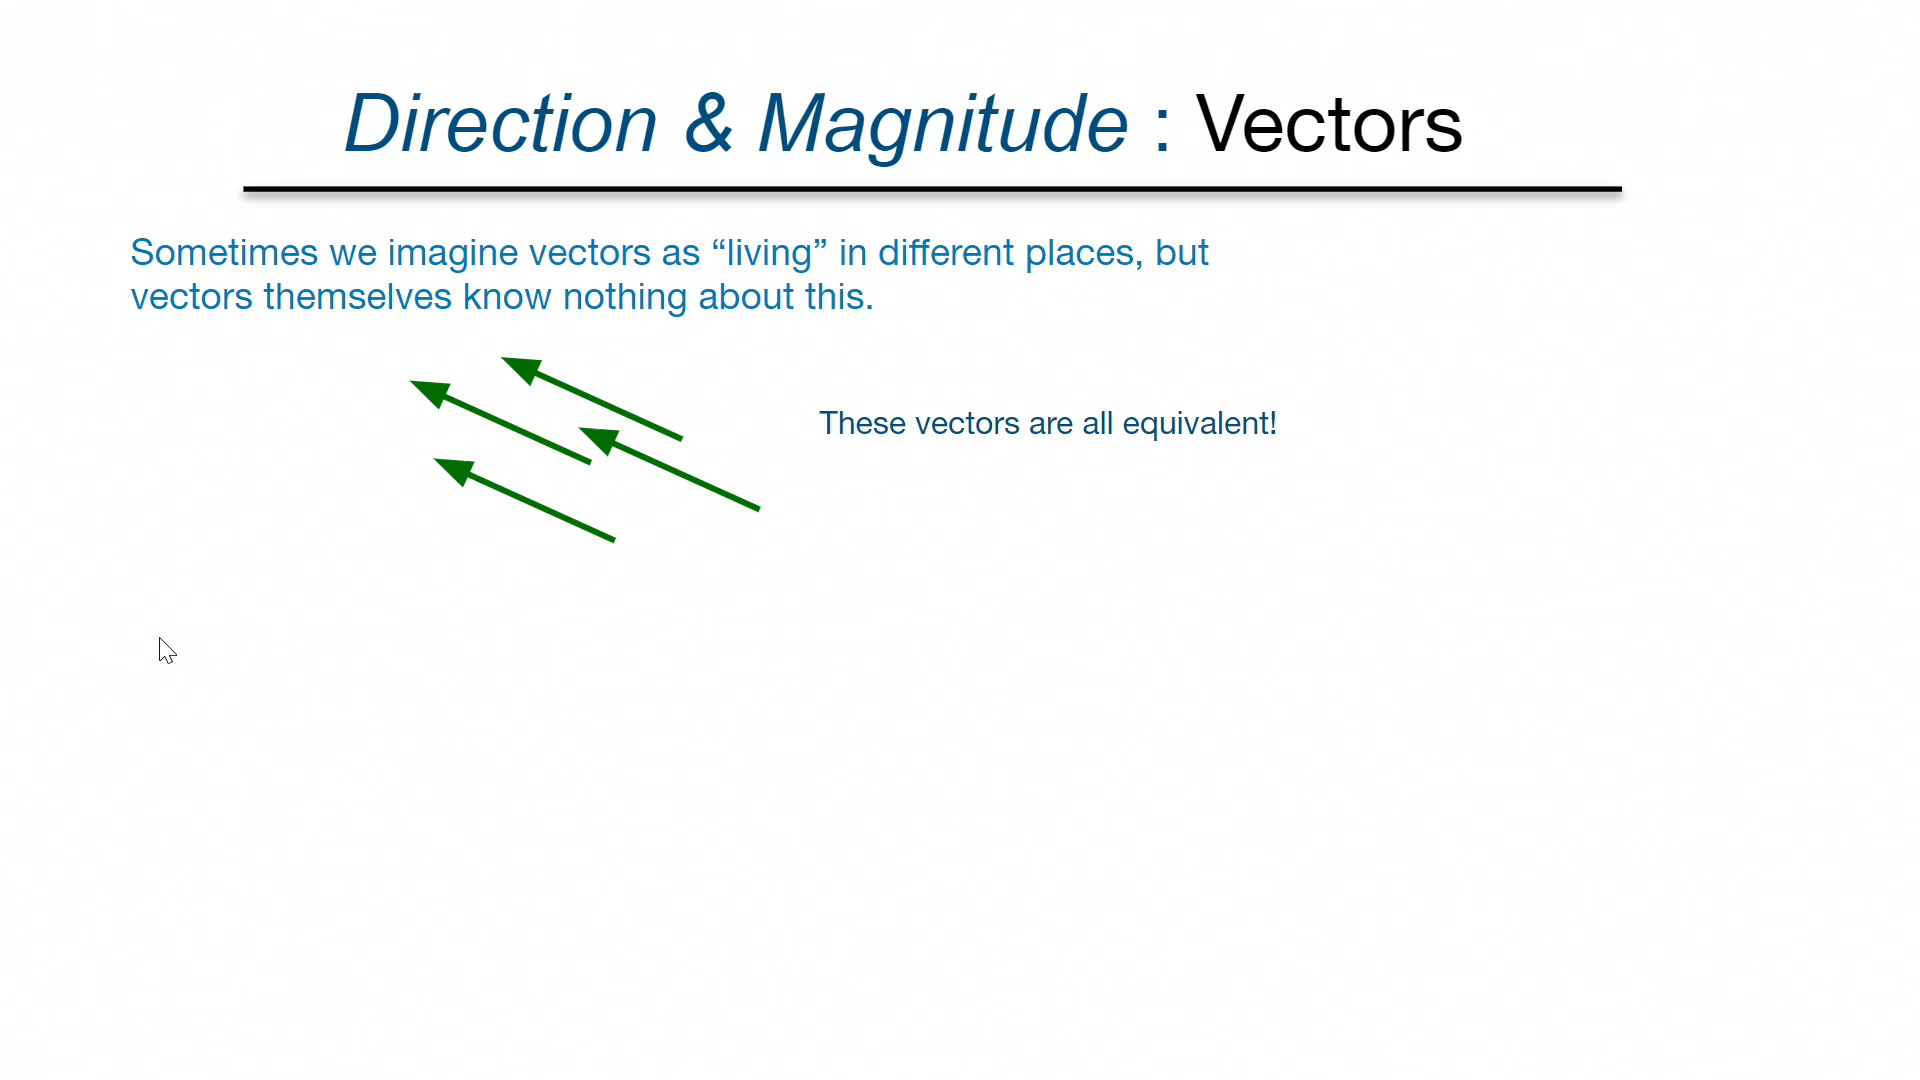 Direction & Magnitude : Vectors
Sometimes we imagine vectors as “living” in different places, but
vectors themselves know nothing about this.
These vectors are all equivalent!